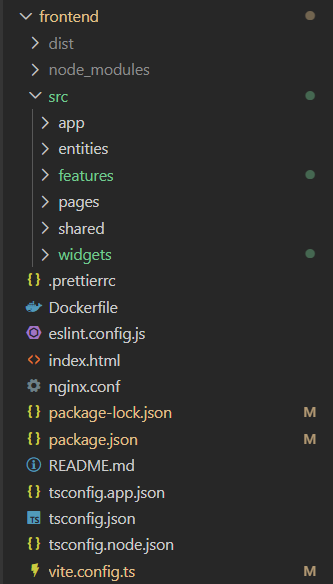 frontend
dist
node_modules
src
app
entities
features
pages
shared
widgets
{} .prettierrc
Dockerfile
eslint.config.js
<> index.html
nginx.conf
{} package-lock.json M
{} package.json M
README.md
{} tsconfig.app.json
TS tsconfig.json
{} tsconfig.node.json
vite.config.ts M